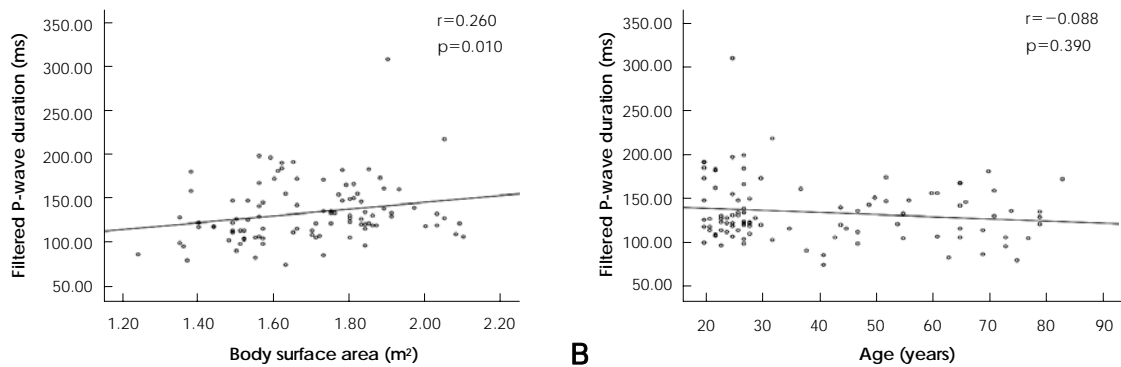 350.00
300.00
250.00
200.00
150.00
100.00
50.00
Filtered P-wave duration (ms)
r=0.260
p=0.010
1.20 1.40 1.60 1.80 2.00 2.20
Body surface area (m²)
B
350.00
300.00
250.00
200.00
150.00
100.00
50.00
Filtered P-wave duration (ms)
r=−0.088
p=0.390
20 30 40 50 60 70 80 90
Age (years)